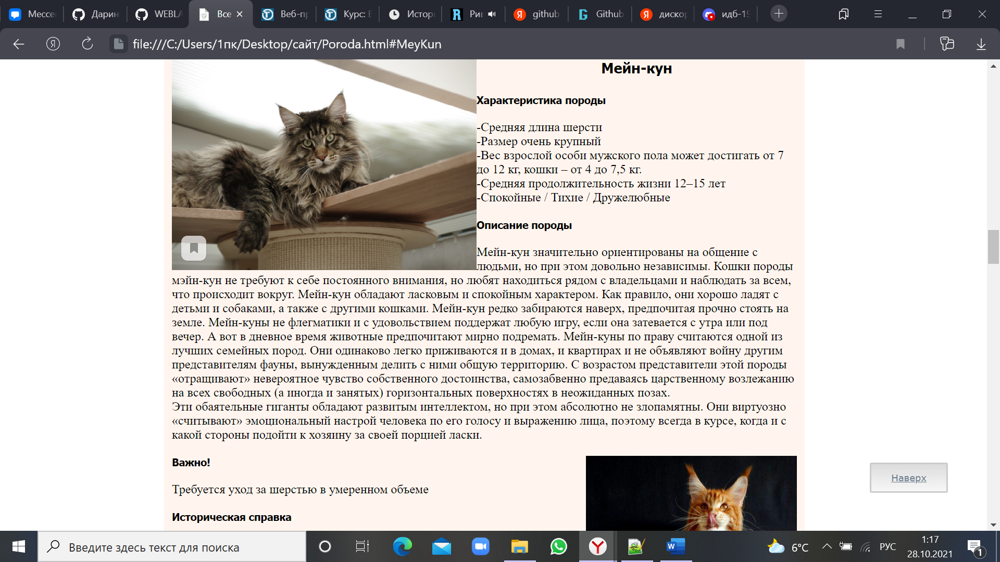 Мессе
Дарин
WEBLA
Все
Веб-пр
Курс: В
Истор
Рив
github
Github
дискор
идб-19
file:///C:/Users/1пк/Desktop/сайт/Poroda.html#MeyKun
Мейн-кун
Характеристика породы
-Средняя длина шерсти
-Размер очень крупный
-Вес взрослой особи мужского пола может достигать от 7
до 12 кг, кошки – от 4 до 7,5 кг.
-Средняя продолжительность жизни 12–15 лет
-Спокойные / Тихие / Дружелюбные
Описание породы
Мейн-кун значительно ориентированы на общение с
людьми, но при этом довольно независимы. Кошки породы
мэйн-кун не требуют к себе постоянного внимания, но любят находиться рядом с владельцами и наблюдать за всем,
что происходит вокруг. Мейн-кун обладают ласковым и спокойным характером. Как правило, они хорошо ладят с
детьми и собаками, а также с другими кошками. Мейн-кун редко забираются наверх, предпочитая прочно стоять на
земле. Мейн-куны не флегматики и с удовольствием поддержат любую игру, если она затевается с утра или под
вечер. А вот в дневное время животные предпочитают мирно подремать. Мейн-куны по праву считаются одной из
лучших семейных пород. Они одинаково легко приживаются и в домах, и квартирах и не объявляют войну другим
представителям фауны, вынужденным делить с ними общую территорию. С возрастом представители этой породы
«отращивают» невероятное чувство собственного достоинства, самозабвенно предаваясь царственному возлежанию
на всех свободных (а иногда и занятых) горизонтальных поверхностях в неожиданных позах.
Эти обаятельные гиганты обладают развитым интеллектом, но при этом абсолютно не злопамятны. Они виртуозно
«считывают» эмоциональный настрой человека по его голосу и выражению лица, поэтому всегда в курсе, когда и с
какой стороны подойти к хозяину за своей порцией ласки.
Важно!
Требуется уход за шерстью в умеренном объеме
Наверх
Историческая справка
Введите здесь текст для поиска
6°C
РУС
1:17
28.10.2021
1